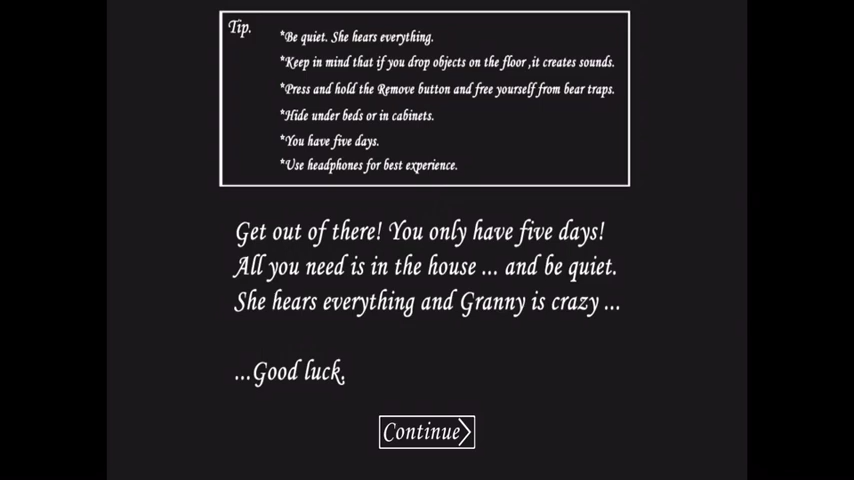 Tip.
*Be quiet. She hears everything.
*Keep in mind that if you drop objects on the floor ,it creates sounds.
*Press and hold the Remove button and free yourself from bear traps.
*Hide under beds or in cabinets.
*You have five days.
*Use headphones for best experience.
Get out of there! You only have five days!
All you need is in the house ... and be quiet.
She hears everything and Granny is crazy ...
...Good luck.
Continue